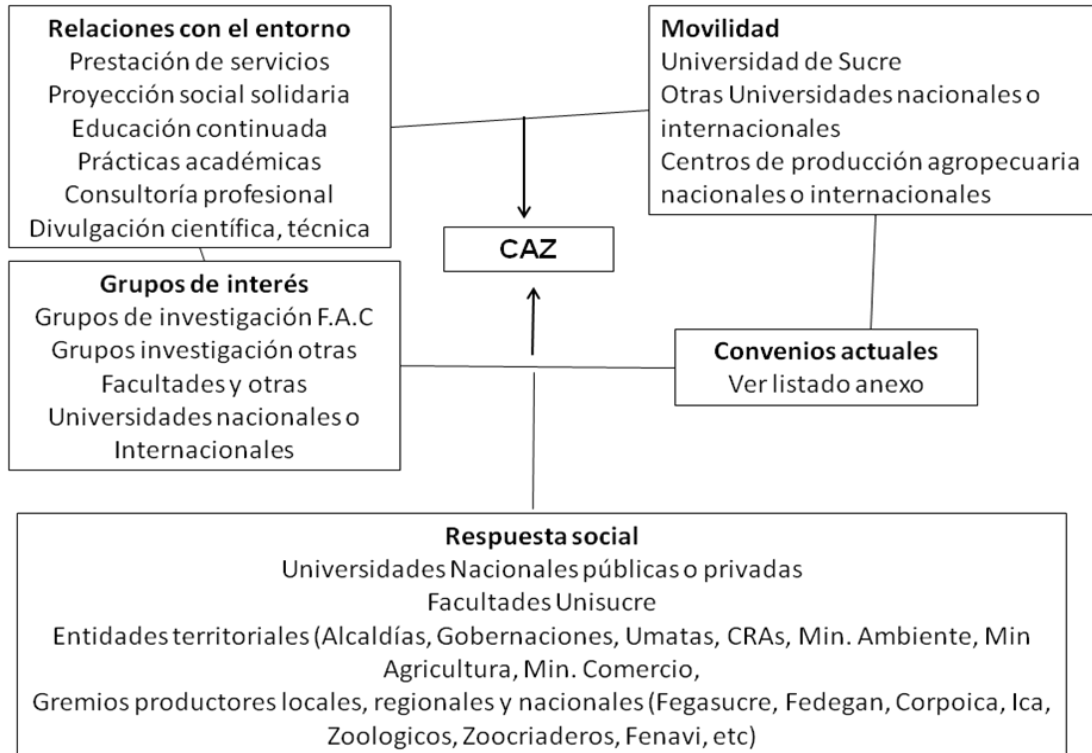 Relaciones con el entorno
Prestación de servicios
Proyección social solidaria
Educación continuada
Prácticas académicas
Consultoría profesional
Divulgación científica, técnica
Movilidad
Universidad de Sucre
Otras Universidades nacionales o
internacionales
Centros de producción agropecuaria
nacionales o internacionales
CAZ
Grupos de interés
Grupos de investigación F.A.C
Grupos investigación otras
Facultades y otras
Universidades nacionales o
Internacionales
Convenios actuales
Ver listado anexo
Respuesta social
Universidades Nacionales públicas o privadas
Facultades Unisucre
Entidades territoriales (Alcaldías, Gobernaciones, Umatas, CRAs, Min. Ambiente, Min
Agricultura, Min. Comercio,
Gremios productores locales, regionales y nacionales (Fegasucre, Fedegan, Corpoica, Ica,
Zoologicos, Zoocriaderos, Fenavi, etc)